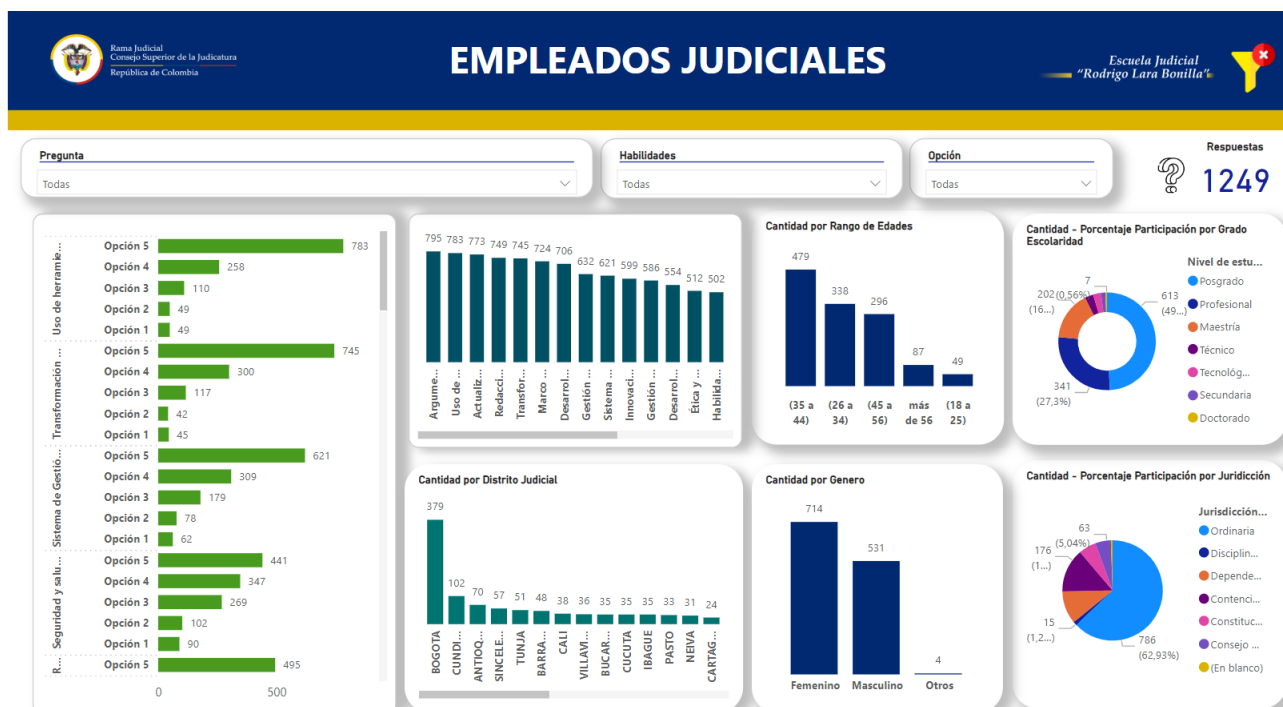 Rama Judicial
Consejo Superior de la Judicatura
República de Colombia
EMPLEADOS JUDICIALES
Escuela Judicial
"Rodrigo Lara Bonilla"
Pregunta
Todas
Habilidades
Todas
Opción
Todas
Respuestas
1249
Uso de herramie...
Opción 5 783
Opción 4 258
Opción 3 110
Opción 2 49
Opción 1 49
Transformación ...
Opción 5 745
Opción 4 300
Opción 3 117
Opción 2 42
Opción 1 45
Sistema de Gestió...
Opción 5 621
Opción 4 309
Opción 3 179
Opción 2 78
Opción 1 62
Seguridad y salu...
Opción 5 441
Opción 4 347
Opción 3 269
Opción 2 102
Opción 1 90
R...
Opción 5 495
0 500
795 783 773 749 745 724 706 632 621 599 586 554 512 502
Argume...
Uso de ...
Actualiz...
Redacci...
Transfor...
Marco ...
Desarrol...
Gestión ...
Sistema ...
Innovaci...
Gestión ...
Desarrol...
Ética y ...
Habilida...
Cantidad por Rango de Edades
479 338 296 87 49
(35 a 44)
(26 a 34)
(45 a 56)
más de 56
(18 a 25)
Cantidad - Porcentaje Participación por Grado
Escolaridad
7
(0,56%)
202
(16...)
613
(49...)
341
(27,3%)
Nivel de estu...
Posgrado
Profesional
Maestría
Técnico
Tecnológ...
Secundaria
Doctorado
Cantidad por Distrito Judicial
379 102 70 57 51 48 38 36 35 35 35 33 31 24
BOGOTA
CUNDI...
ANTIOQ...
SINCELE...
TUNJA
BARRA...
CALI
VILLAVI...
BUCAR...
CUCUTA
IBAGUE
PASTO
NEIVA
CARTAG...
Cantidad por Genero
714 531 4
Femenino Masculino Otros
Cantidad - Porcentaje Participación por Juridicción
63
(5,04%)
176
(1...)
15
(1,2...)
786
(62,93%)
Jurisdicción...
Ordinaria
Disciplin...
Depende...
Contenci...
Constituc...
Consejo ...
(En blanco)